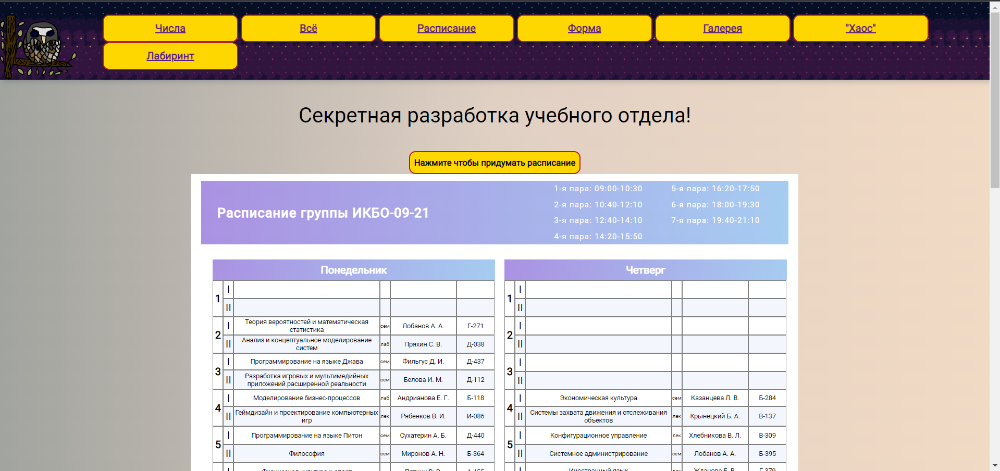 Числа
Всё
Расписание
Форма
Галерея
"Хаос"
Лабиринт
Секретная разработка учебного отдела!
Нажмите чтобы придумать расписание
Расписание группы ИКБО-09-21
1-я пара: 09:00-10:30
2-я пара: 10:40-12:10
3-я пара: 12:40-14:10
4-я пара: 14:20-15:50
5-я пара: 16:20-17:50
6-я пара: 18:00-19:30
7-я пара: 19:40-21:10
Понедельник
1
I
II
2
I Теория вероятностей и математическая
статистика сем Лобанов А. А. Г-271
II Анализ и концептуальное моделирование
систем лаб Пряхин С. В. Д-038
3
I Программирование на языке Джава сем Фильгус Д. И. Д-437
II Разработка игровых и мультимедийных
приложений расширенной реальности сем Белова И. М. Д-112
4
I Моделирование бизнес-процессов лаб Андрианова Е. Г. Б-118
II Геймдизайн и проектирование компьютерных
игр лек Рябенков В. И. И-086
5
I Программирование на языке Питон сем Сухатерин А. Б. Д-440
II Философия сем Миронов А. Н. Б-364
Четверг
1
I
II
2
I
II
3
I
II
4
I Экономическая культура сем Казанцева Л. В. Б-284
II Системы захвата движения и отслеживания
объектов лек Крынецкий Б. А. В-137
5
I Конфигурационное управление лек Хлебникова В. Л. В-309
II Системное администрирование сем Лобанов А. А. Б-395
Иностранный язык